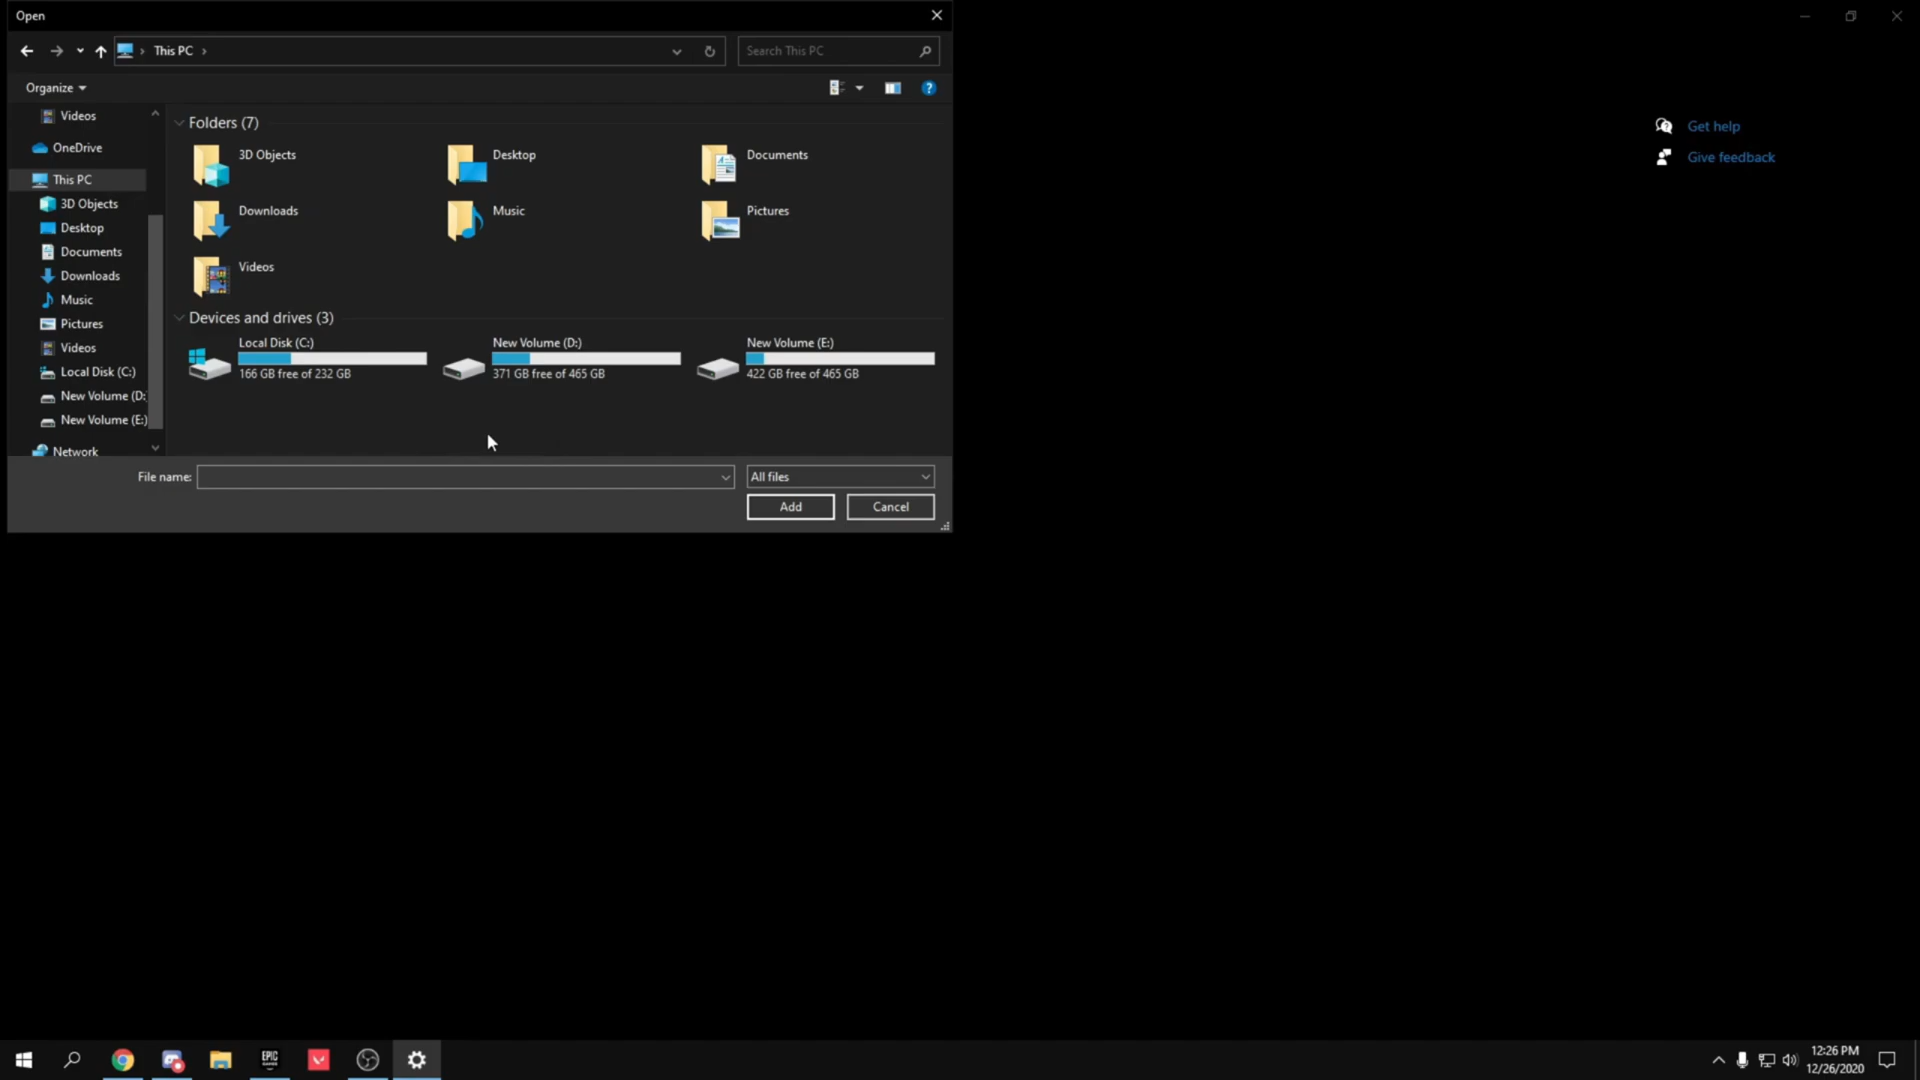 Open
This PC
Search This PC
Organize
Videos
OneDrive
This PC
3D Objects
Desktop
Documents
Downloads
Music
Pictures
Videos
Local Disk (C:)
New Volume (D:
New Volume (E:)
Network
Folders (7)
3D Objects
Desktop
Documents
Downloads
Music
Pictures
Videos
Devices and drives (3)
Local Disk (C:)
166 GB free of 232 GB
New Volume (D:)
371 GB free of 465 GB
New Volume (E:)
422 GB free of 465 GB
File name:
All files
Add
Cancel
Get help
Give feedback
EPIC
GAMES
12:26 PM
12/26/2020